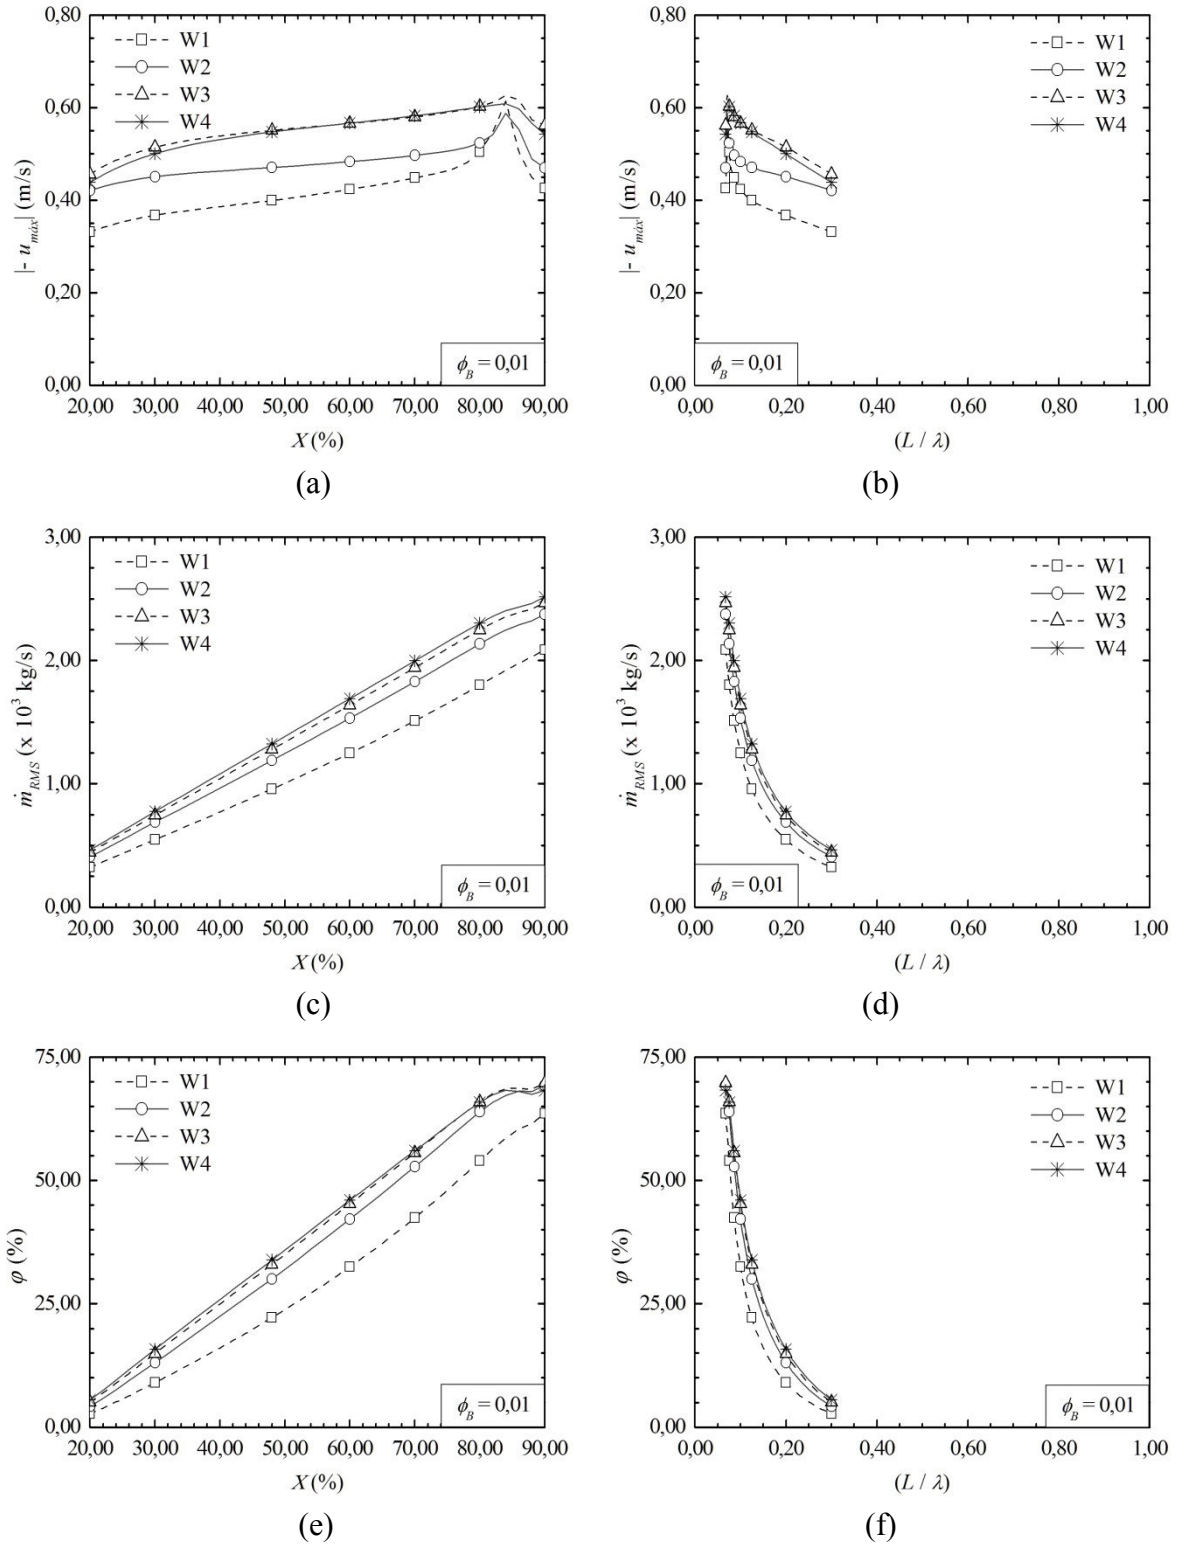 0,80
0,60
0,40
0,20
0,00
|- u_máx| (m/s)
W1
W2
W3
W4
ϕ_B = 0,01
20,00 30,00 40,00 50,00 60,00 70,00 80,00 90,00
X (%)
(a)
0,80
0,60
0,40
0,20
0,00
|- u_máx| (m/s)
W1
W2
W3
W4
ϕ_B = 0,01
0,00 0,20 0,40 0,60 0,80 1,00
(L / λ)
(b)
3,00
2,00
1,00
0,00
ṁ_RMS (x 10³ kg/s)
W1
W2
W3
W4
ϕ_B = 0,01
20,00 30,00 40,00 50,00 60,00 70,00 80,00 90,00
X (%)
(c)
3,00
2,00
1,00
0,00
ṁ_RMS (x 10³ kg/s)
W1
W2
W3
W4
ϕ_B = 0,01
0,00 0,20 0,40 0,60 0,80 1,00
(L / λ)
(d)
75,00
50,00
25,00
0,00
φ (%)
W1
W2
W3
W4
ϕ_B = 0,01
20,00 30,00 40,00 50,00 60,00 70,00 80,00 90,00
X (%)
(e)
75,00
50,00
25,00
0,00
φ (%)
W1
W2
W3
W4
ϕ_B = 0,01
0,00 0,20 0,40 0,60 0,80 1,00
(L / λ)
(f)